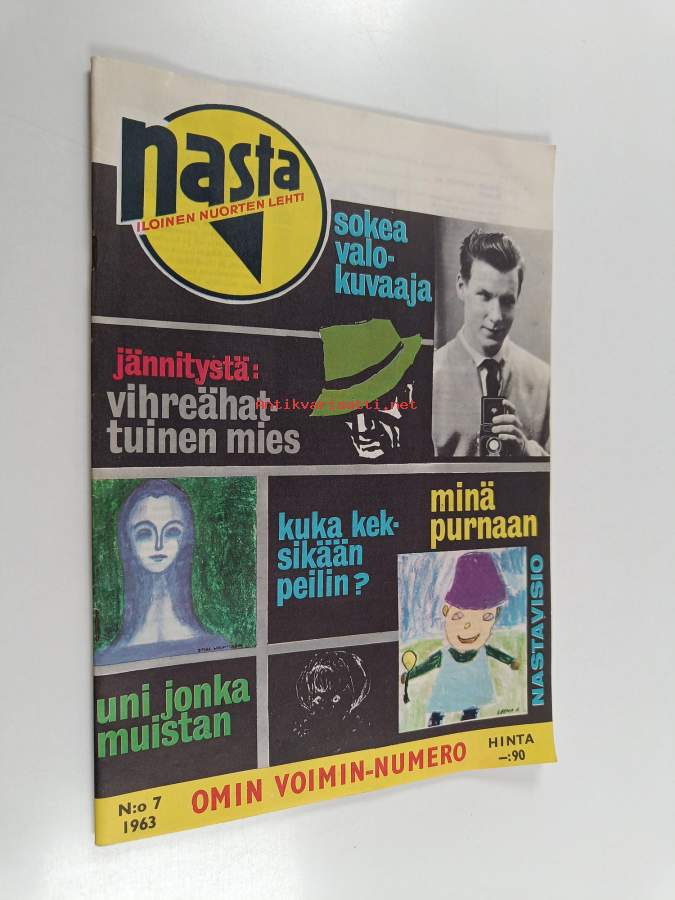 nasta
ILOINEN NUORTEN LEHTI
sokea
valo-
kuvaaja
jännitystä:
vihreähat-
tuinen mies
Antikvariaatti.net
minä
purnaan
kuka kek-
sikään
peilin?
NASTAVISIO
uni jonka
muistan
LEENA K
N:o 7
1963
OMIN VOIMIN-NUMERO
HINTA
–:90